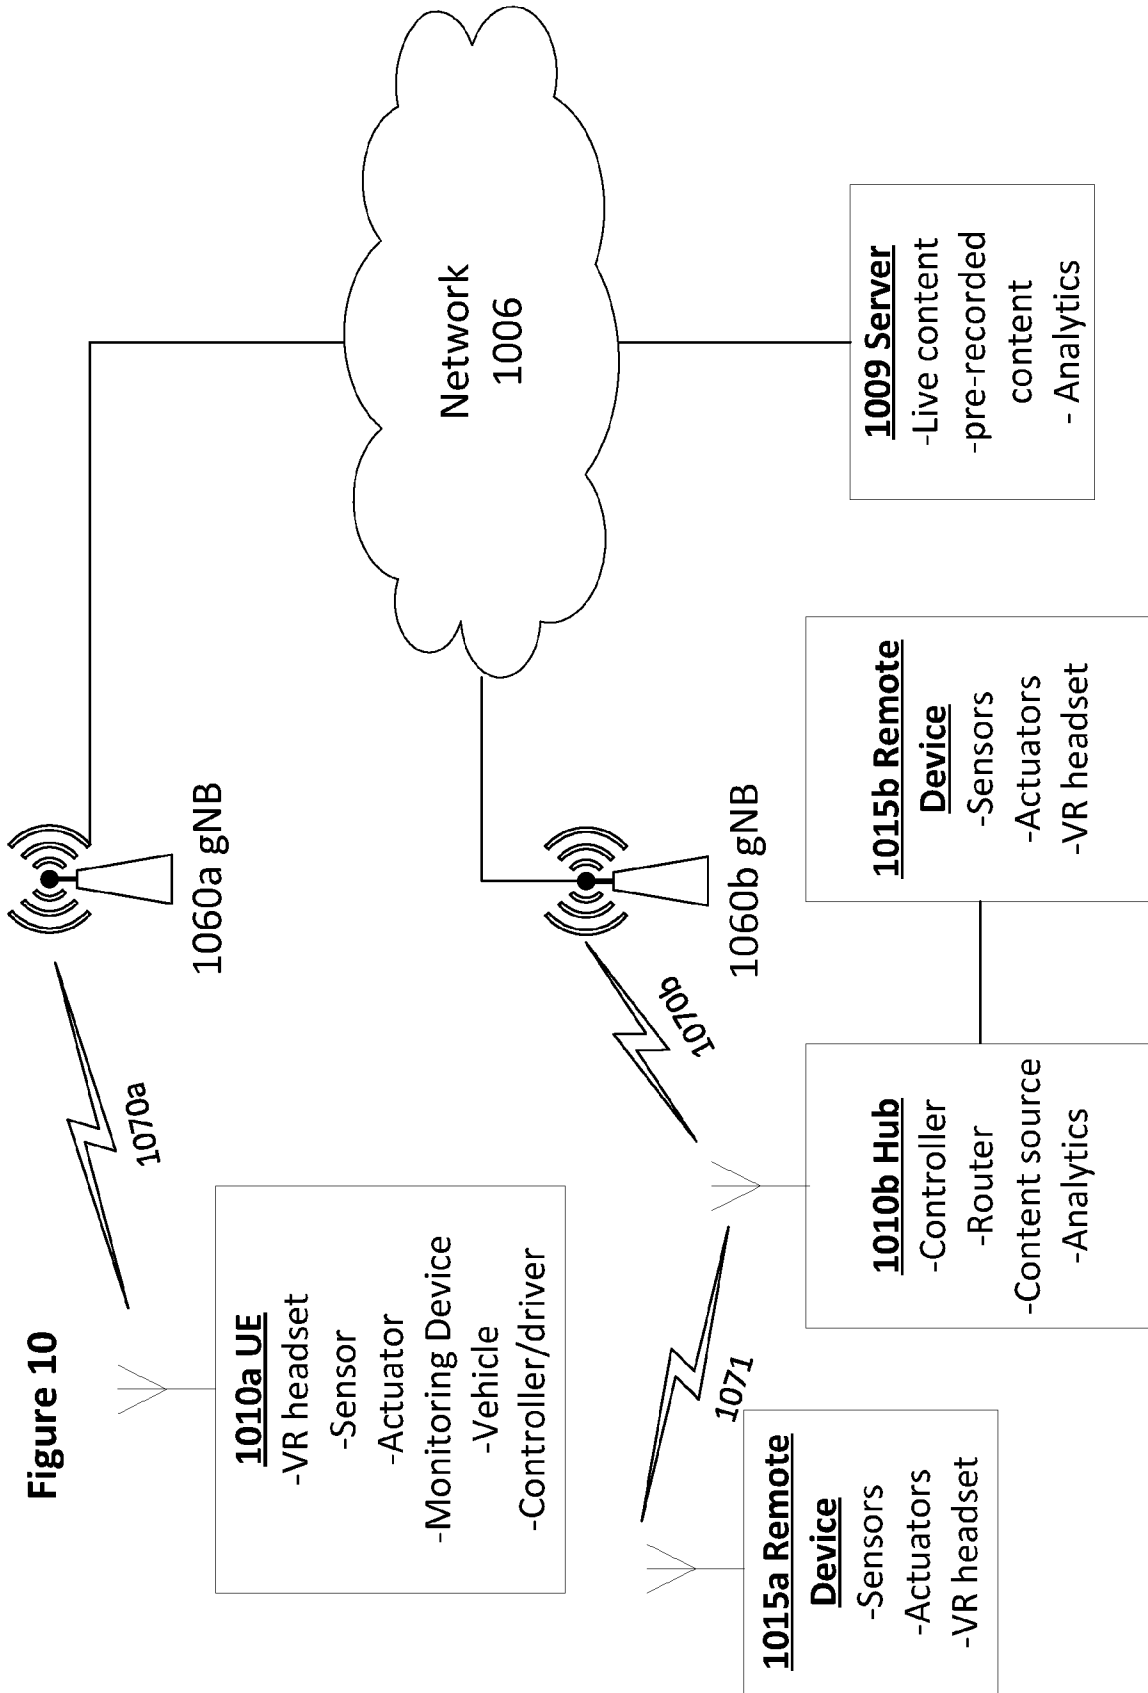 Figure 10
1010a UE
-VR headset
-Sensor
-Actuator
-Monitoring Device
-Vehicle
-Controller/driver
1070a
1060a gNB
Network
1006
1015a Remote
Device
-Sensors
-Actuators
-VR headset
1071
1010b Hub
-Controller
-Router
-Content source
-Analytics
1070b
1060b gNB
1015b Remote
Device
-Sensors
-Actuators
-VR headset
1009 Server
-Live content
-pre-recorded
content
- Analytics